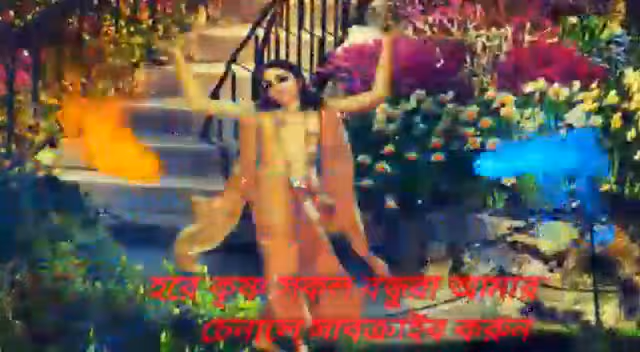 হরে কৃষ্ণ সকল বন্ধুরা আমার
চেনালে সাবস্ক্রাইব করুন